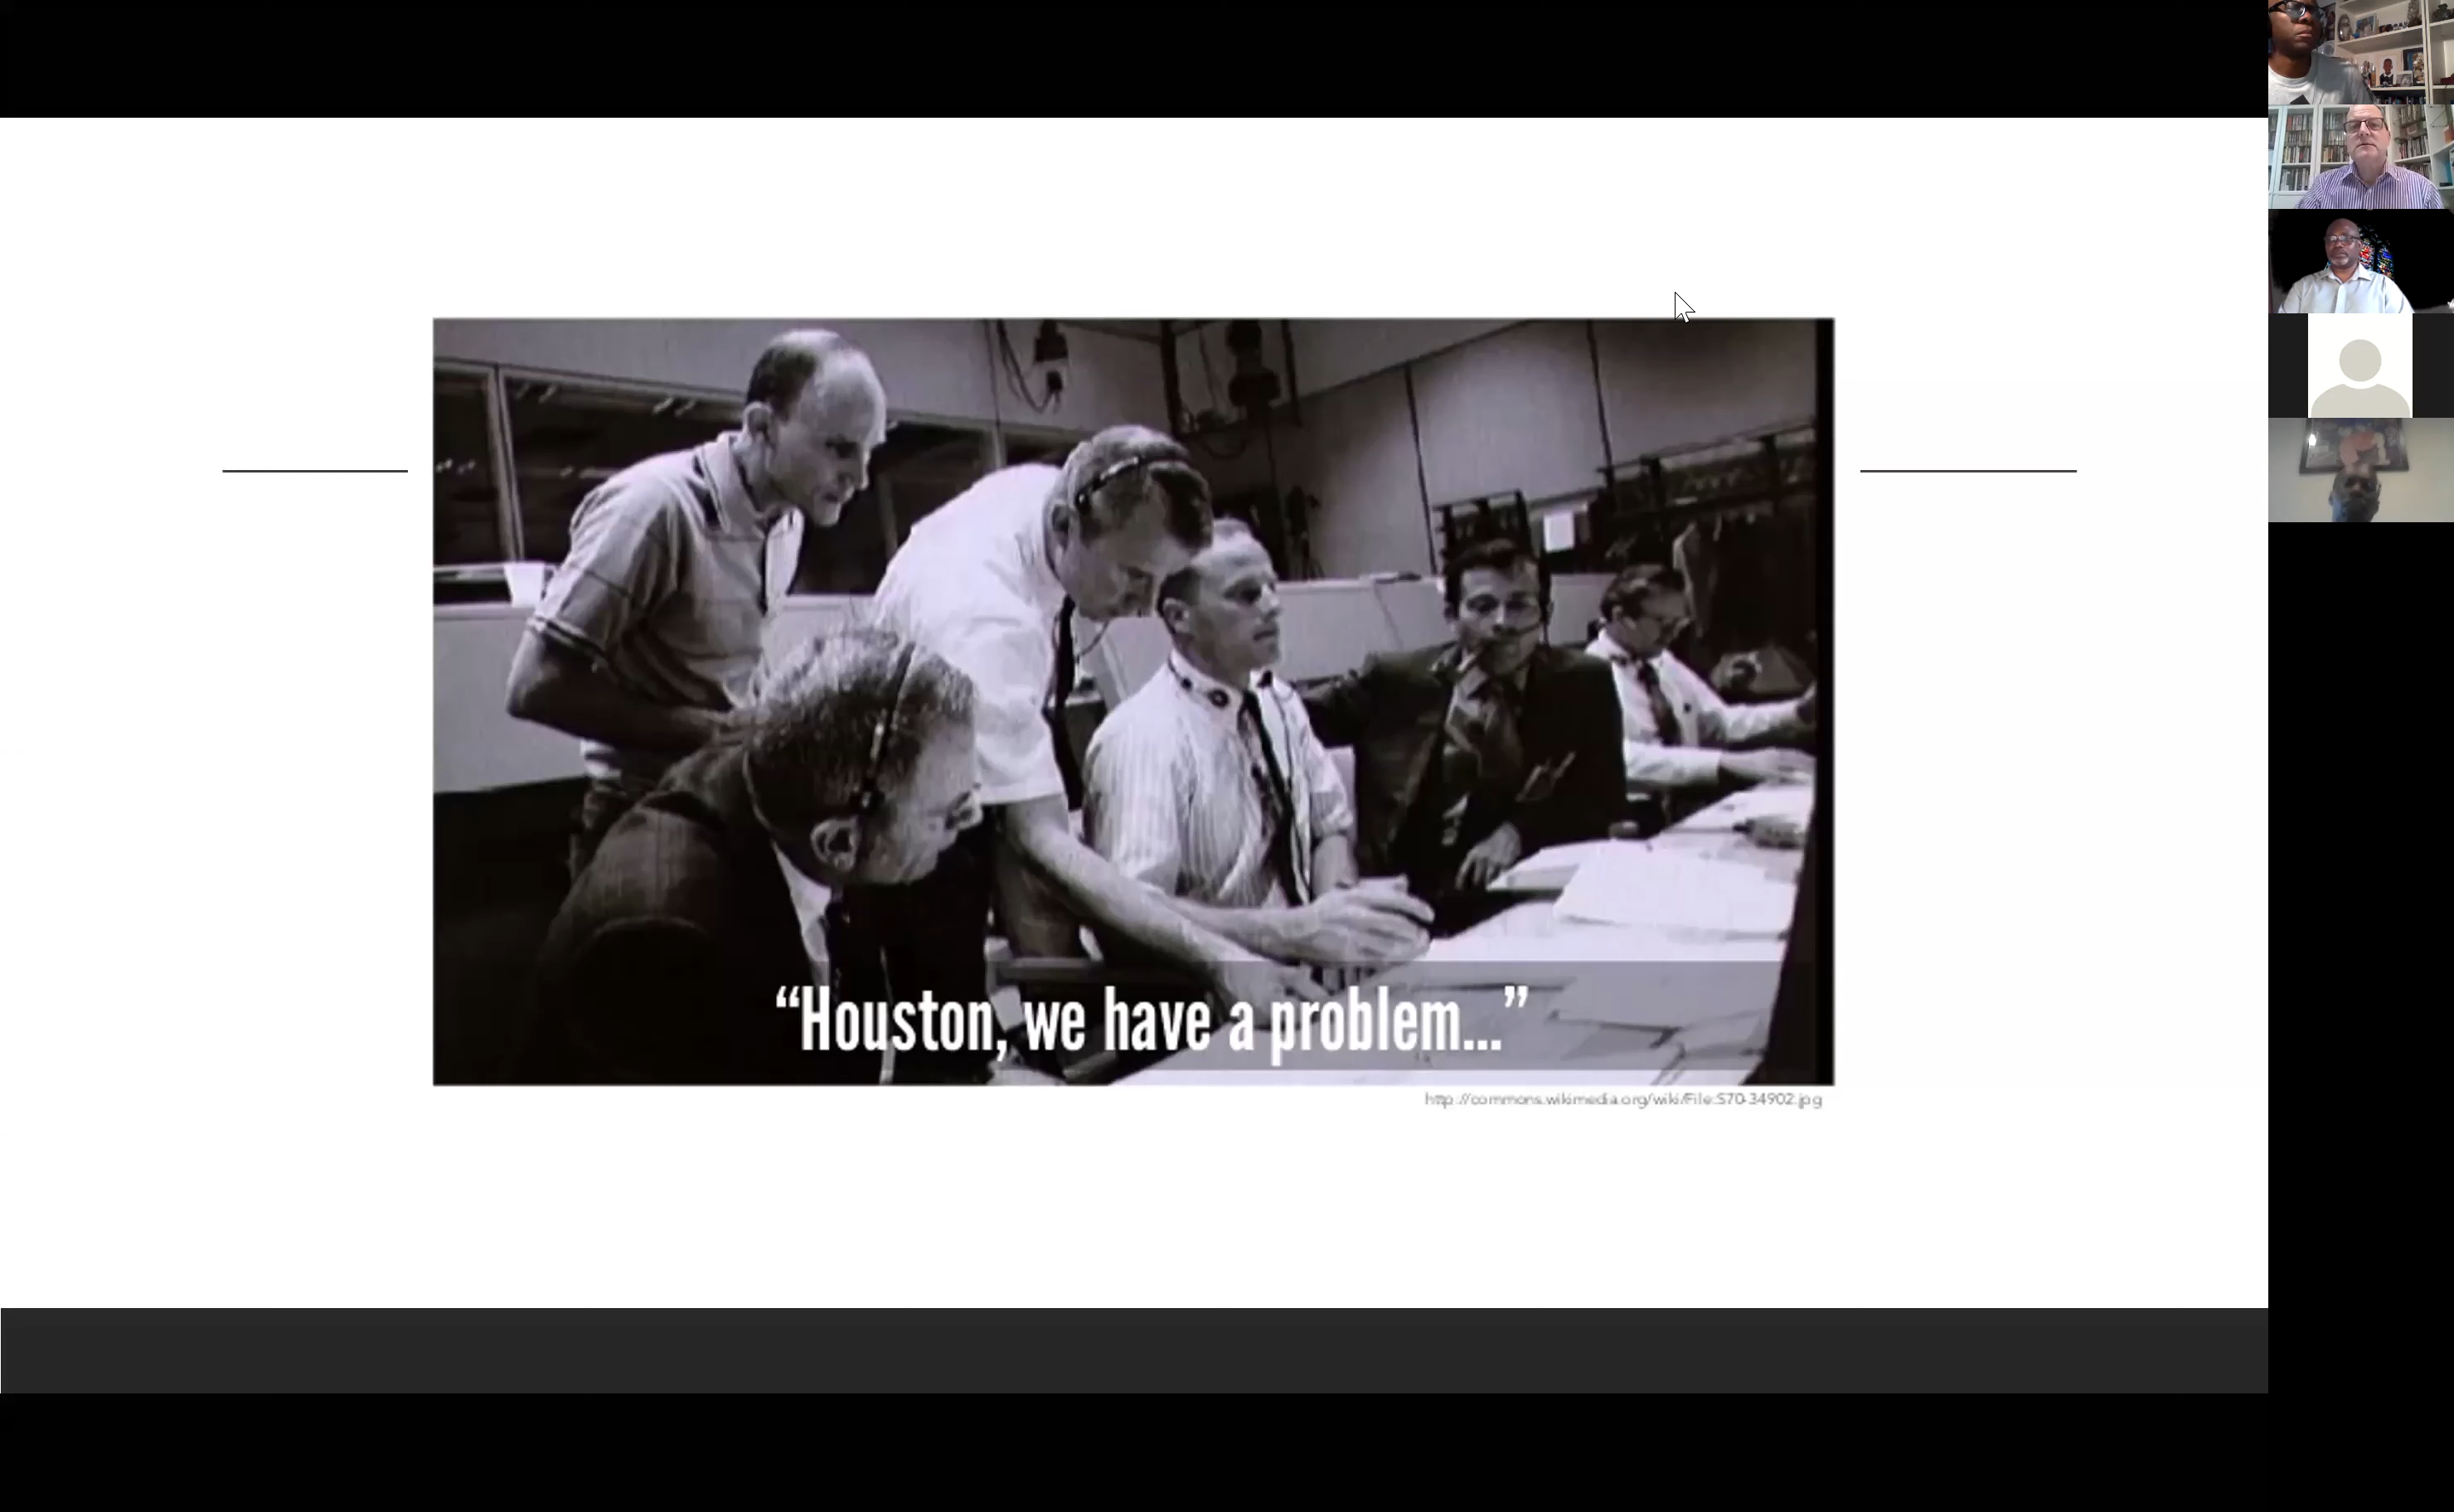 “Houston, we have a problem...”
http://commons.wikimedia.org/wiki/File:S70-34902.jpg